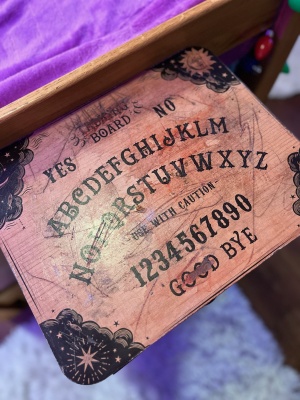 BOARD
YES NO
ABCDEFGHIJKLM
NOPQRSTUVWXYZ
USE WITH CAUTION
1234567890
GOOD BYE